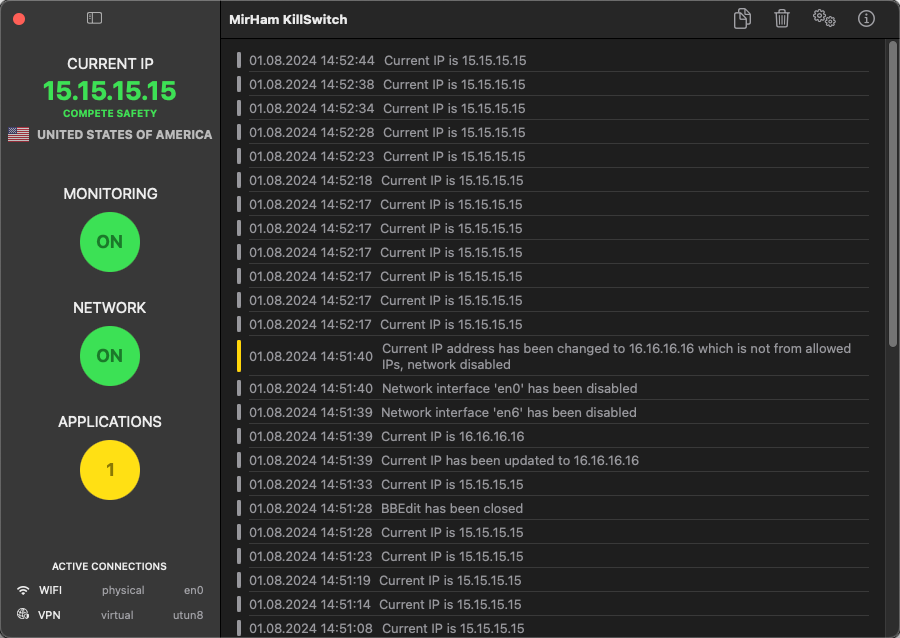 MirHam KillSwitch
CURRENT IP
15.15.15.15
COMPETE SAFETY
UNITED STATES OF AMERICA
MONITORING
ON
NETWORK
ON
APPLICATIONS
1
ACTIVE CONNECTIONS
WIFI physical en0
VPN virtual utun8
01.08.2024 14:52:44 Current IP is 15.15.15.15
01.08.2024 14:52:38 Current IP is 15.15.15.15
01.08.2024 14:52:34 Current IP is 15.15.15.15
01.08.2024 14:52:28 Current IP is 15.15.15.15
01.08.2024 14:52:23 Current IP is 15.15.15.15
01.08.2024 14:52:18 Current IP is 15.15.15.15
01.08.2024 14:52:17 Current IP is 15.15.15.15
01.08.2024 14:52:17 Current IP is 15.15.15.15
01.08.2024 14:52:17 Current IP is 15.15.15.15
01.08.2024 14:52:17 Current IP is 15.15.15.15
01.08.2024 14:52:17 Current IP is 15.15.15.15
01.08.2024 14:52:17 Current IP is 15.15.15.15
01.08.2024 14:51:40 Current IP address has been changed to 16.16.16.16 which is not from allowed
IPs, network disabled
01.08.2024 14:51:40 Network interface 'en0' has been disabled
01.08.2024 14:51:39 Network interface 'en6' has been disabled
01.08.2024 14:51:39 Current IP is 16.16.16.16
01.08.2024 14:51:39 Current IP has been updated to 16.16.16.16
01.08.2024 14:51:33 Current IP is 15.15.15.15
01.08.2024 14:51:28 BBEdit has been closed
01.08.2024 14:51:28 Current IP is 15.15.15.15
01.08.2024 14:51:23 Current IP is 15.15.15.15
01.08.2024 14:51:19 Current IP is 15.15.15.15
01.08.2024 14:51:14 Current IP is 15.15.15.15
01.08.2024 14:51:08 Current IP is 15.15.15.15